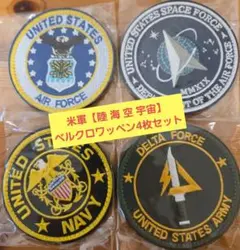 UNITED STATES
AIR FORCE
UNITED STATES SPACE FORCE
MMXIX
DEPARTMENT OF THE AIR FORCE
米軍【陸 海 空 宇宙】
ベルクロワッペン4枚セット
UNITED STATES
NAVY
DELTA FORCE
UNITED STATES ARMY